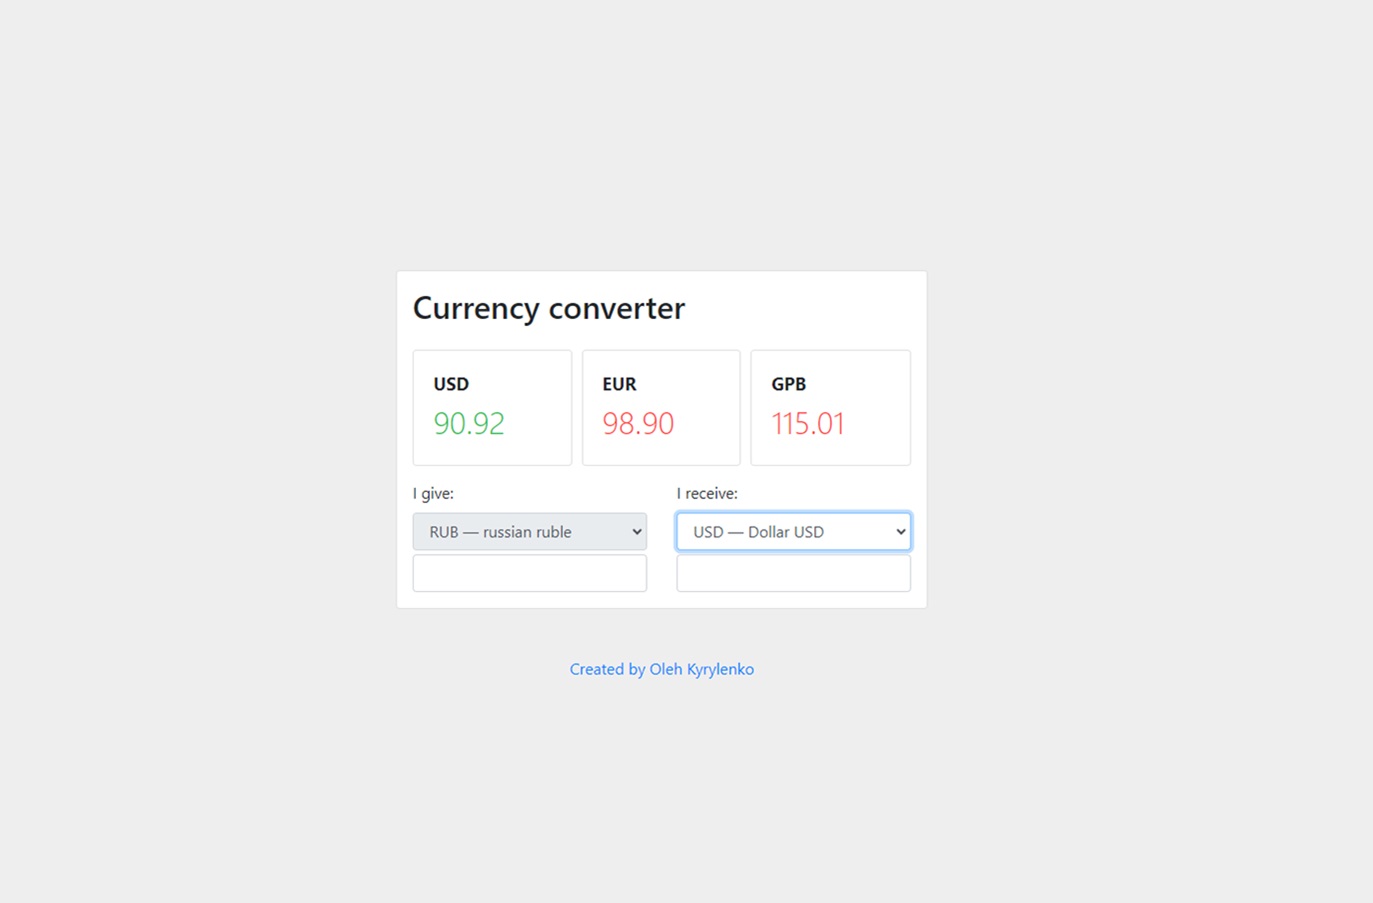 Currency converter
USD
90.92
EUR
98.90
GPB
115.01
I give:
RUB — russian ruble
I receive:
USD — Dollar USD
Created by Oleh Kyrylenko